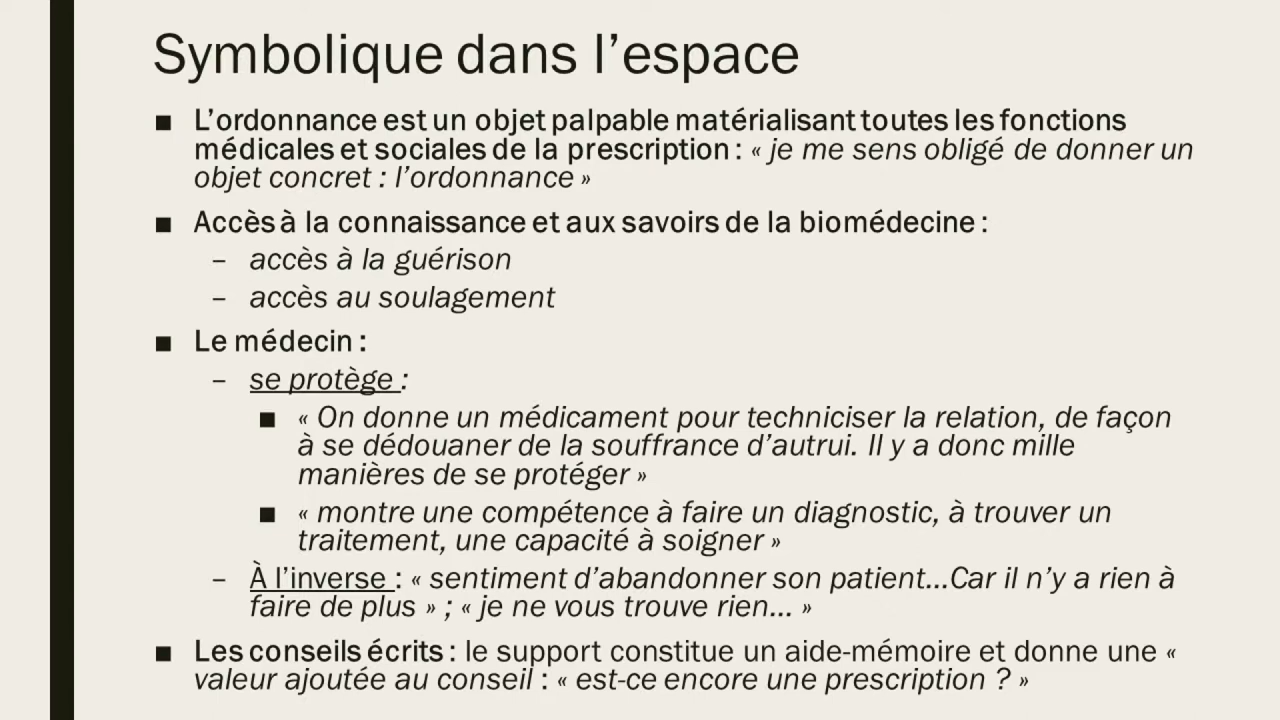 Symbolique dans l’espace
■ L’ordonnance est un objet palpable matérialisant toutes les fonctions
médicales et sociales de la prescription : « je me sens obligé de donner un
objet concret : l’ordonnance »
■ Accès à la connaissance et aux savoirs de la biomédecine :
– accès à la guérison
– accès au soulagement
■ Le médecin :
– se protège :
■ « On donne un médicament pour techniciser la relation, de façon
à se dédouaner de la souffrance d’autrui. Il y a donc mille
manières de se protéger »
■ « montre une compétence à faire un diagnostic, à trouver un
traitement, une capacité à soigner »
– À l’inverse : « sentiment d’abandonner son patient...Car il n’y a rien à
faire de plus » ; « je ne vous trouve rien... »
■ Les conseils écrits : le support constitue un aide-mémoire et donne une «
valeur ajoutée au conseil : « est-ce encore une prescription ? »